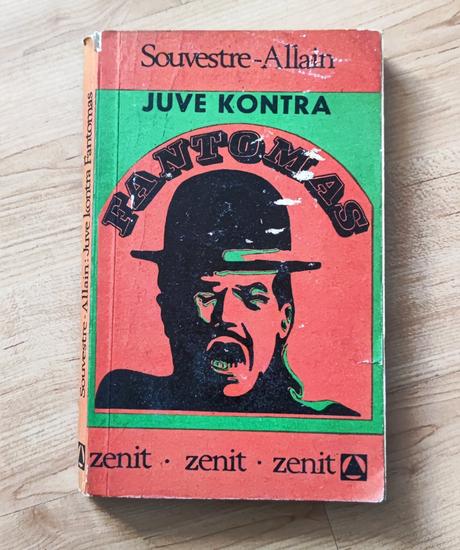 Souvestre-Allain
JUVE KONTRA
FANTOMAS
zenit · zenit · zenit
Souvestre-Allain: Juve kontra Fantomas